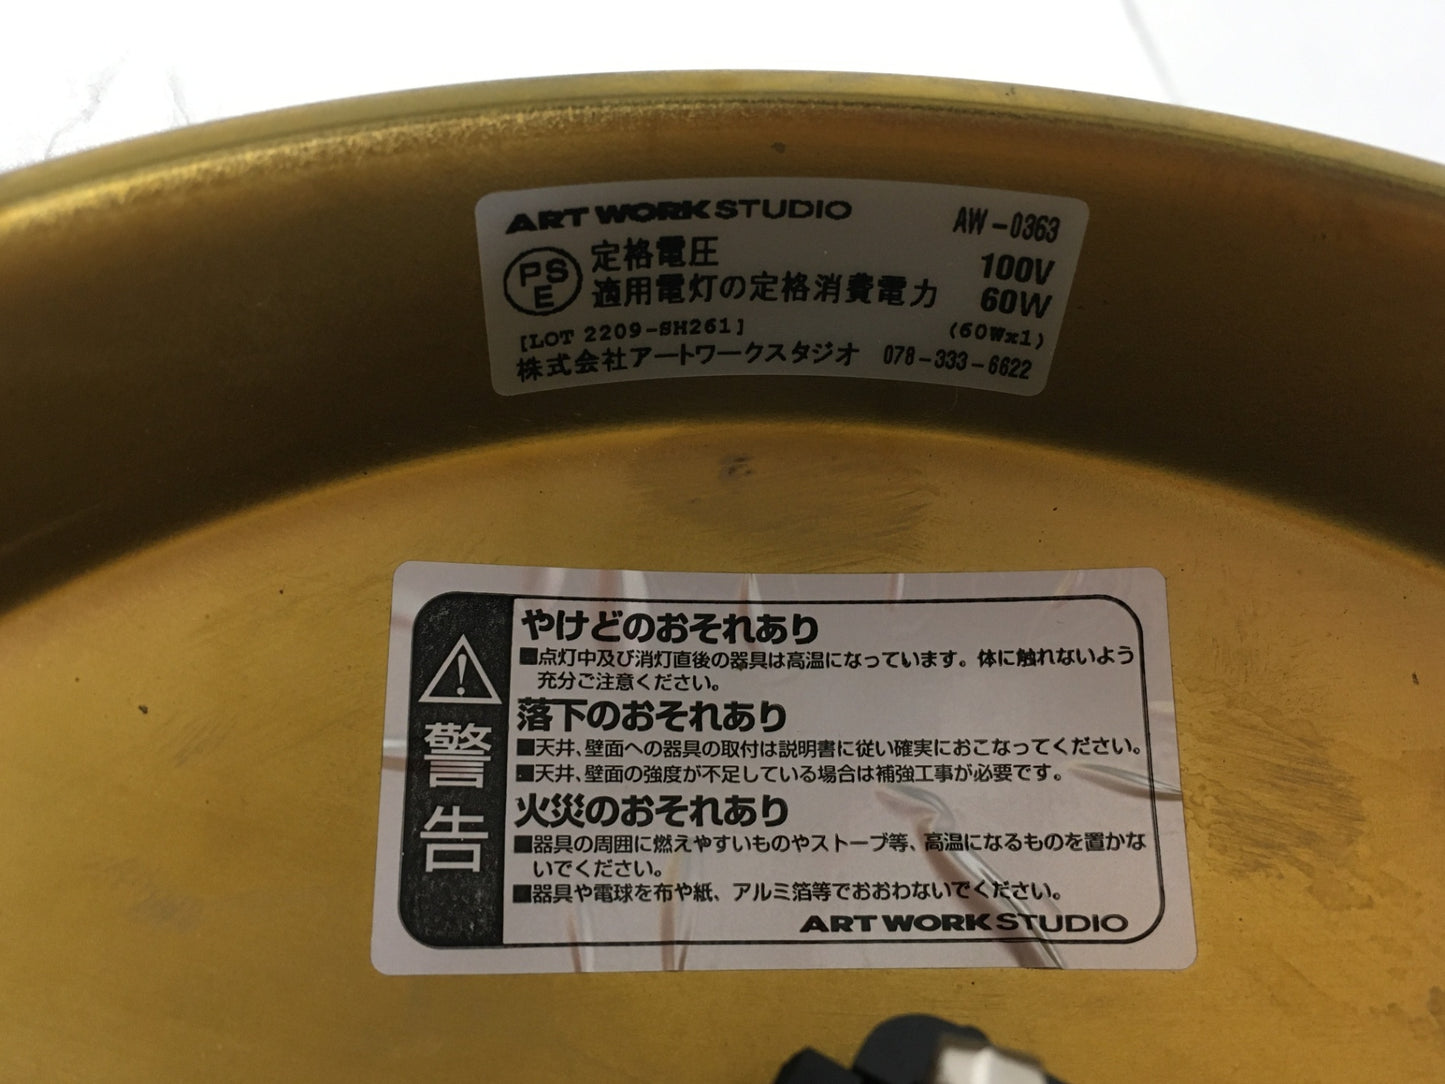 ART WORK STUDIO AW-0363
PS
E
定格電圧 100V
適用電灯の定格消費電力 60W
[LOT 2209-SH261] (60Wx1)
株式会社アートワークスタジオ 078-333-6622
警告
やけどのおそれあり
■点灯中及び消灯直後の器具は高温になっています。体に触れないよう
充分ご注意ください。
落下のおそれあり
■天井、壁面への器具の取付は説明書に従い確実におこなってください。
■天井、壁面の強度が不足している場合は補強工事が必要です。
火災のおそれあり
■器具の周囲に燃えやすいものやストーブ等、高温になるものを置かな
いでください。
■器具や電球を布や紙、アルミ箔等でおおわないでください。
ART WORK STUDIO